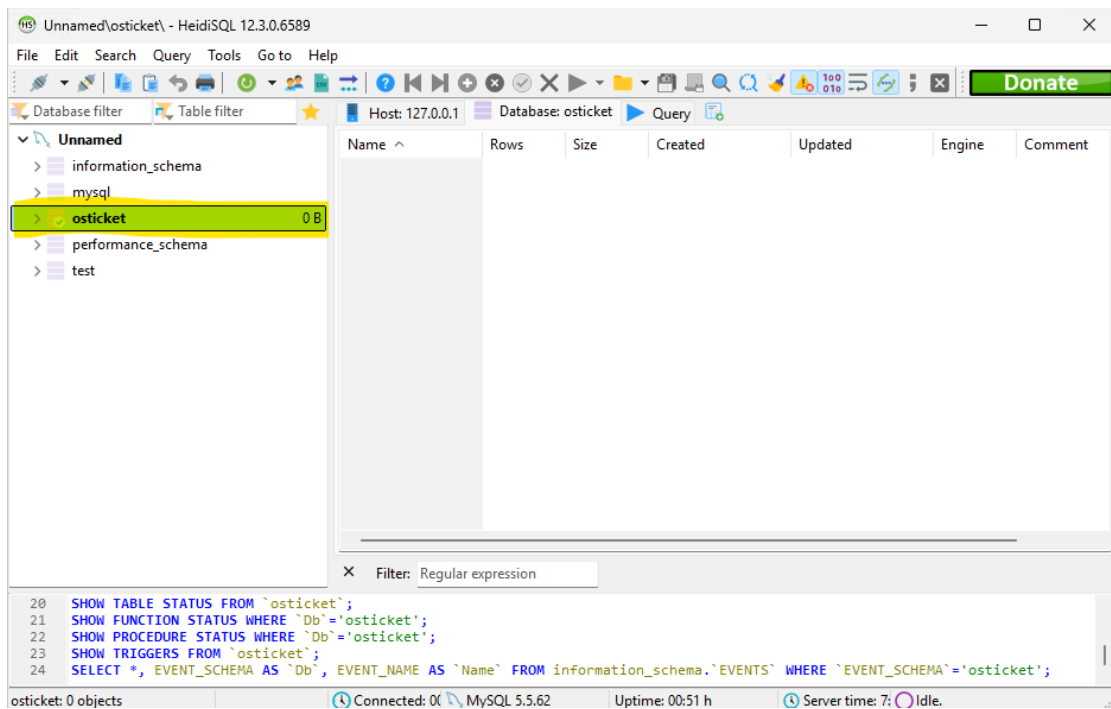 Unnamed\osticket\ - HeidiSQL 12.3.0.6589
File Edit Search Query Tools Go to Help
Donate
Database filter Table filter Host: 127.0.0.1 Database: osticket Query
Unnamed
information_schema
mysql
osticket 0 B
performance_schema
test
Name Rows Size Created Updated Engine Comment
Filter: Regular expression
20 SHOW TABLE STATUS FROM `osticket`;
21 SHOW FUNCTION STATUS WHERE `Db`='osticket';
22 SHOW PROCEDURE STATUS WHERE `Db`='osticket';
23 SHOW TRIGGERS FROM `osticket`;
24 SELECT *, EVENT_SCHEMA AS `Db`, EVENT_NAME AS `Name` FROM information_schema.`EVENTS` WHERE `EVENT_SCHEMA`='osticket';
osticket: 0 objects Connected: 00 MySQL 5.5.62 Uptime: 00:51 h Server time: 7: Idle.